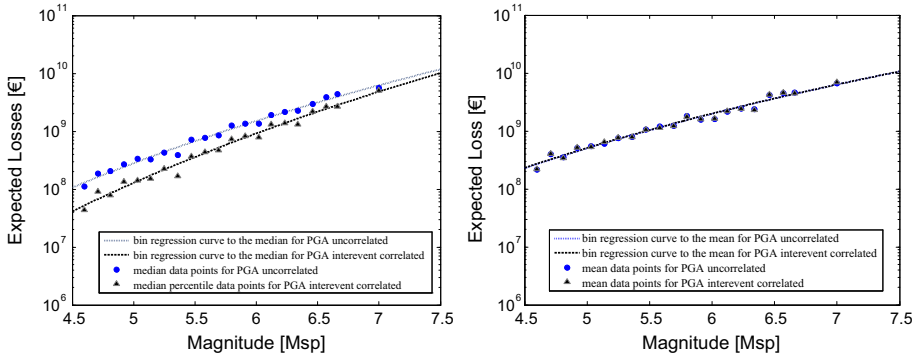 Expected Losses [€]
10^11
10^10
10^9
10^8
10^7
10^6
bin regression curve to the median for PGA uncorrelated
bin regression curve to the median for PGA interevent correlated
median data points for PGA uncorrelated
median percentile data points for PGA interevent correlated
4.5 5 5.5 6 6.5 7 7.5
Magnitude [Msp]
Expected Loss [€]
10^11
10^10
10^9
10^8
10^7
10^6
bin regression curve to the mean for PGA uncorrelated
bin regression curve to the mean for PGA interevent correlated
mean data points for PGA uncorrelated
mean data points for PGA interevent correlated
4.5 5 5.5 6 6.5 7 7.5
Magnitude [Msp]